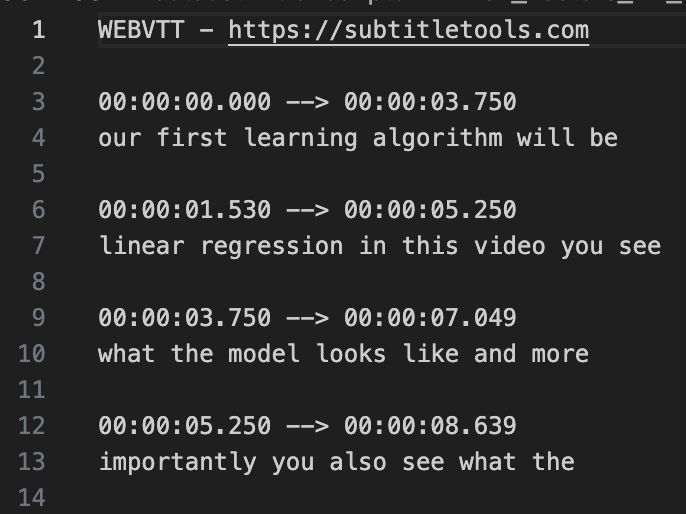 1 WEBVTT - https://subtitletools.com
2
3 00:00:00.000 --> 00:00:03.750
4 our first learning algorithm will be
5
6 00:00:01.530 --> 00:00:05.250
7 linear regression in this video you see
8
9 00:00:03.750 --> 00:00:07.049
10 what the model looks like and more
11
12 00:00:05.250 --> 00:00:08.639
13 importantly you also see what the
14